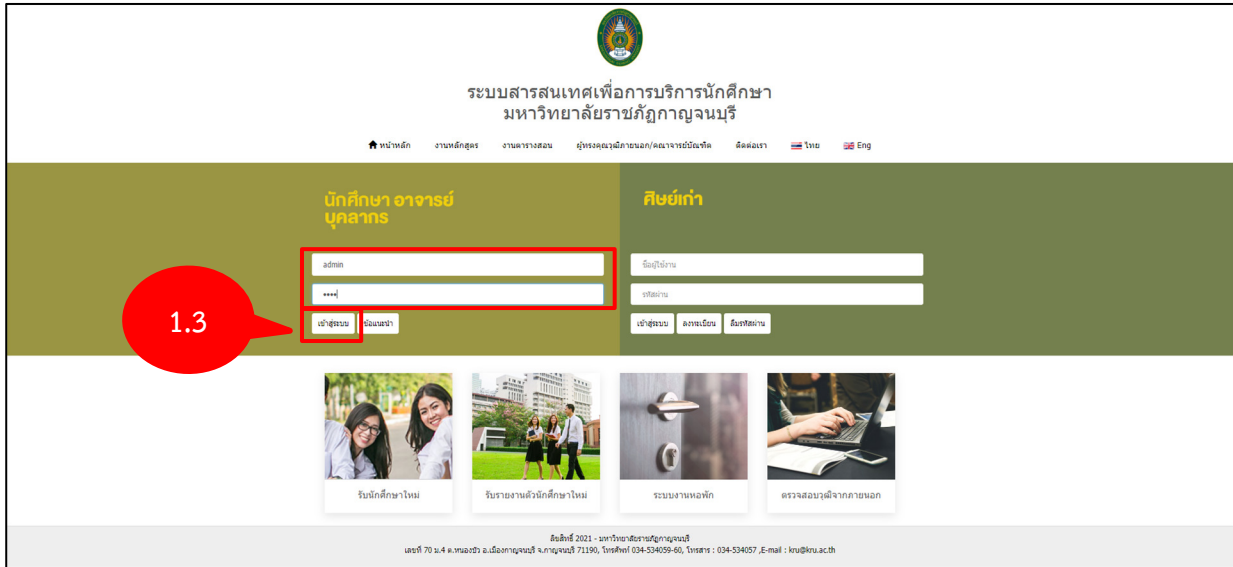 ระบบสารสนเทศเพื่อการบริการนักศึกษา
มหาวิทยาลัยราชภัฏกาญจนบุรี
หน้าหลัก งานหลักสูตร งานตารางสอน ผู้ทรงคุณวุฒิภายนอก/คณาจารย์บัณฑิต ติดต่อเรา ไทย Eng
นักศึกษา อาจารย์
บุคลากร
admin
••••
เข้าสู่ระบบ ข้อแนะนำ
1.3
ศิษย์เก่า
ชื่อผู้ใช้งาน
รหัสผ่าน
เข้าสู่ระบบ ลงทะเบียน ลืมรหัสผ่าน
รับนักศึกษาใหม่
รับรายงานตัวนักศึกษาใหม่
ระบบงานหอพัก
ตรวจสอบวุฒิจากภายนอก
ลิขสิทธิ์ 2021 - มหาวิทยาลัยราชภัฏกาญจนบุรี
เลขที่ 70 ม.4 ต.หนองบัว อ.เมืองกาญจนบุรี จ.กาญจนบุรี 71190, โทรศัพท์ 034-534059-60, โทรสาร : 034-534057 ,E-mail : kru@kru.ac.th